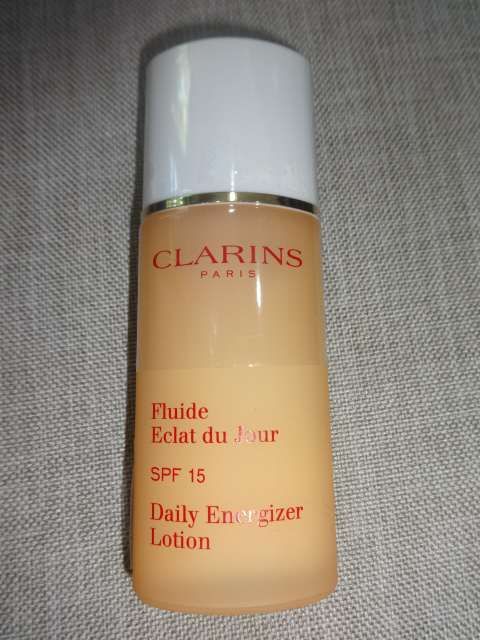 CLARINS
PARIS
Fluide
Eclat du Jour
SPF 15
Daily Energizer
Lotion